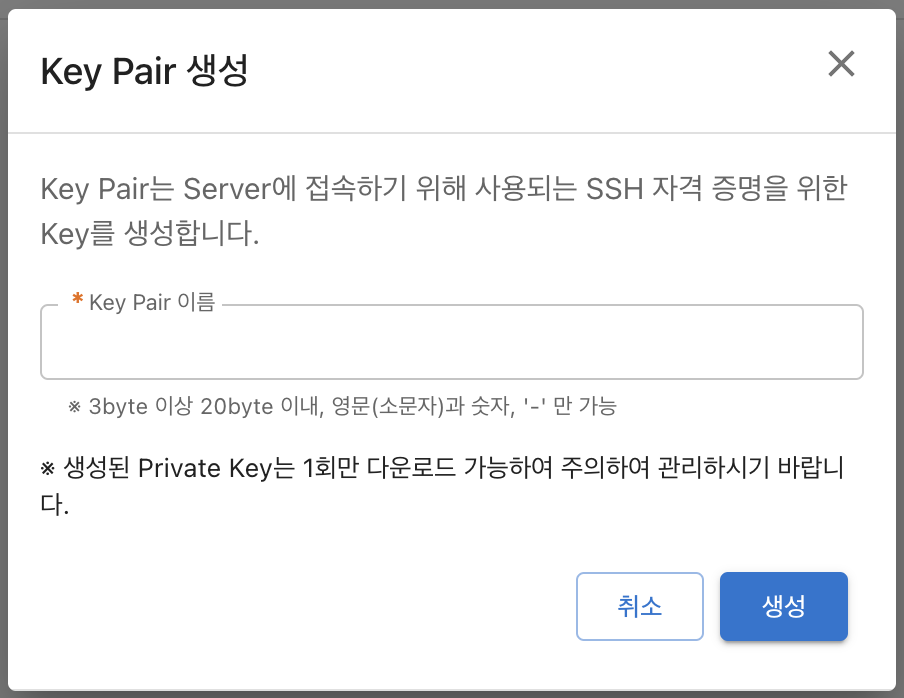 Key Pair 생성
Key Pair는 Server에 접속하기 위해 사용되는 SSH 자격 증명을 위한
Key를 생성합니다.
* Key Pair 이름
※ 3byte 이상 20byte 이내, 영문(소문자)과 숫자, '-' 만 가능
※ 생성된 Private Key는 1회만 다운로드 가능하여 주의하여 관리하시기 바랍니
다.
취소
생성